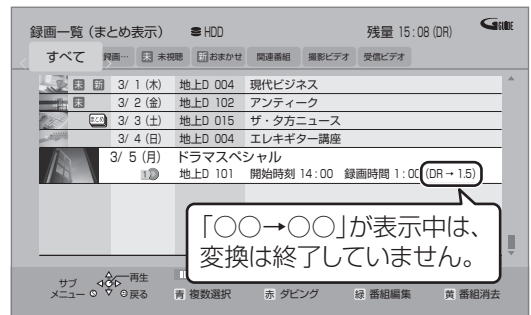 録画一覧(まとめ表示) HDD 残量 15:08 (DR) GGUIDE
すべて 録画… 未 未視聴 新 おまかせ 関連番組 撮影ビデオ 受信ビデオ
未 新 3/ 1 (木) 地上D 004 現代ビジネス
未 3/ 2 (金) 地上D 102 アンティーク
まとめ 3/ 3 (土) 地上D 015 ザ・夕方ニュース
3/ 4 (日) 地上D 004 エレキギター講座
3/ 5 (月) ドラマスペシャル
地上D 101 開始時刻 14:00 録画時間 1:00 (DR→1.5)
「○○→○○」が表示中は、
変換は終了していません。
サブ
メニュー 再生
戻る
青 複数選択 赤 ダビング 緑 番組編集 黄 番組消去